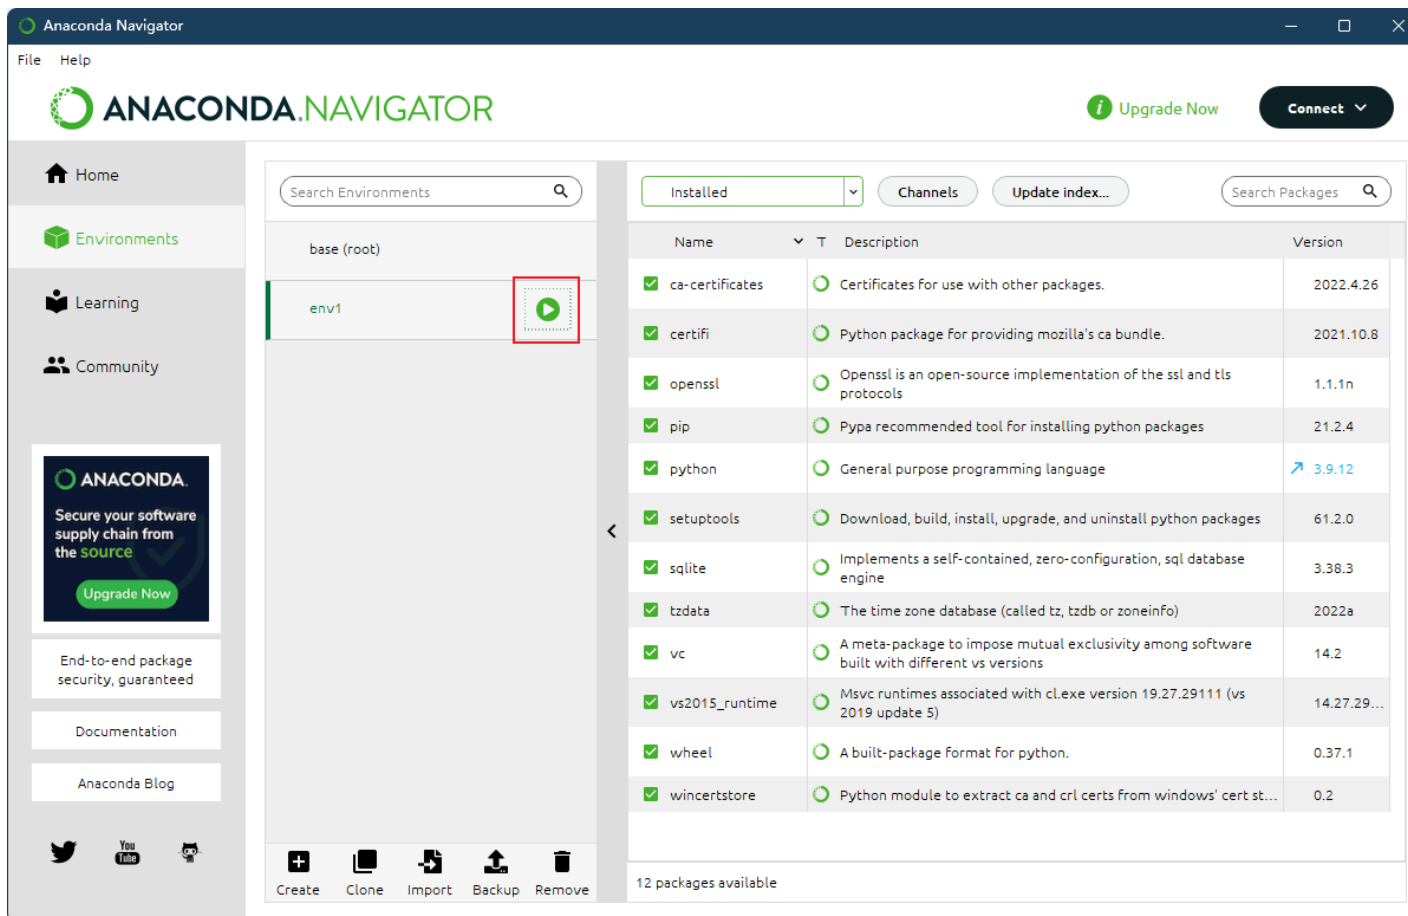 Anaconda Navigator
File Help
ANACONDA.NAVIGATOR
Upgrade Now
Connect
Home
Environments
Learning
Community
ANACONDA.
Secure your software
supply chain from
the source
Upgrade Now
End-to-end package
security, guaranteed
Documentation
Anaconda Blog
You
Tube
Search Environments
base (root)
env1
Create Clone Import Backup Remove
Installed Channels Update index... Search Packages
Name T Description Version
ca-certificates Certificates for use with other packages. 2022.4.26
certifi Python package for providing mozilla's ca bundle. 2021.10.8
openssl Openssl is an open-source implementation of the ssl and tls
protocols 1.1.1n
pip Pypa recommended tool for installing python packages 21.2.4
python General purpose programming language 3.9.12
setuptools Download, build, install, upgrade, and uninstall python packages 61.2.0
sqlite Implements a self-contained, zero-configuration, sql database
engine 3.38.3
tzdata The time zone database (called tz, tzdb or zoneinfo) 2022a
vc A meta-package to impose mutual exclusivity among software
built with different vs versions 14.2
vs2015_runtime Msvc runtimes associated with cl.exe version 19.27.29111 (vs
2019 update 5) 14.27.29...
wheel A built-package format for python. 0.37.1
wincertstore Python module to extract ca and crl certs from windows' cert st... 0.2
12 packages available